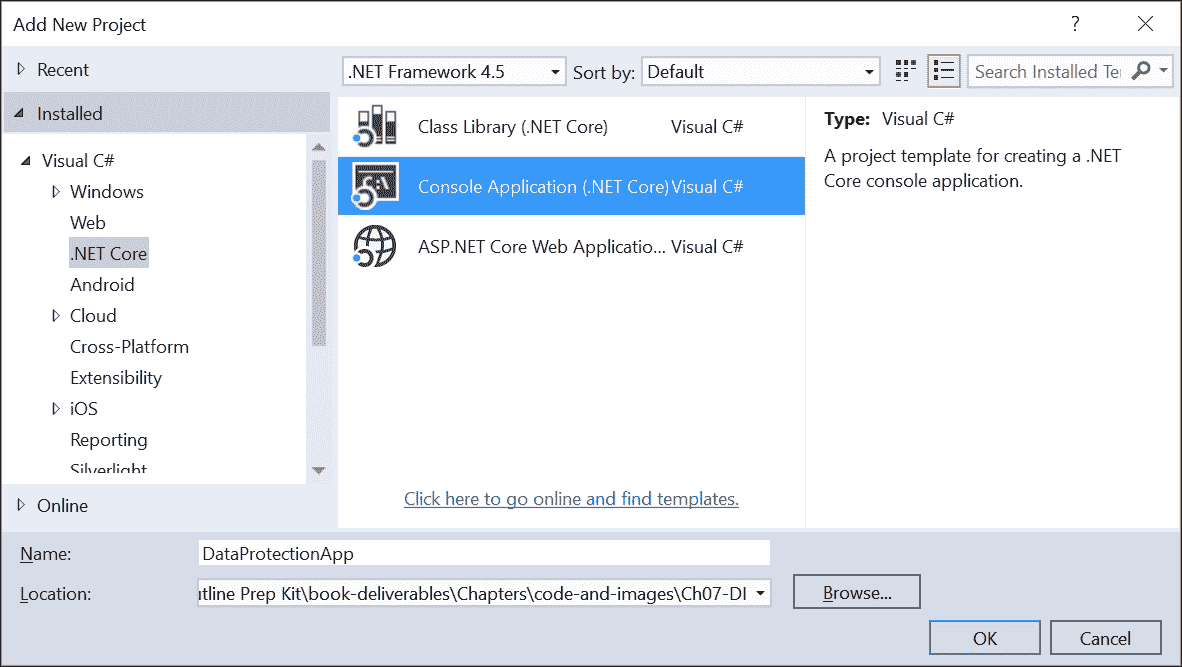 Add New Project
?
Recent
.NET Framework 4.5
Sort by:
Default
Search Installed Te
Installed
Visual C#
Windows
Web
.NET Core
Android
Cloud
Cross-Platform
Extensibility
iOS
Reporting
Silverlight
Online
Class Library (.NET Core) Visual C#
Console Application (.NET Core) Visual C#
ASP.NET Core Web Applicatio... Visual C#
Click here to go online and find templates.
Type: Visual C#
A project template for creating a .NET
Core console application.
Name: DataProtectionApp
Location: utline Prep Kit\book-deliverables\Chapters\code-and-images\Ch07-DI
Browse...
OK
Cancel